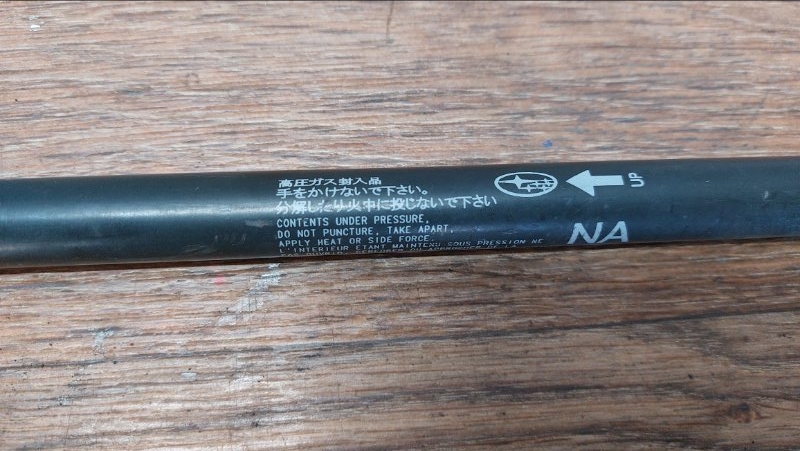 高圧ガス封入品
手をかけないで下さい。
分解したり火中に投じないで下さい
CONTENTS UNDER PRESSURE,
DO NOT PUNCTURE, TAKE APART,
APPLY HEAT OR SIDE FORCE.
L'INTERIEUR ETANT MAINTENU SOUS PRESSION NE
UP
NA